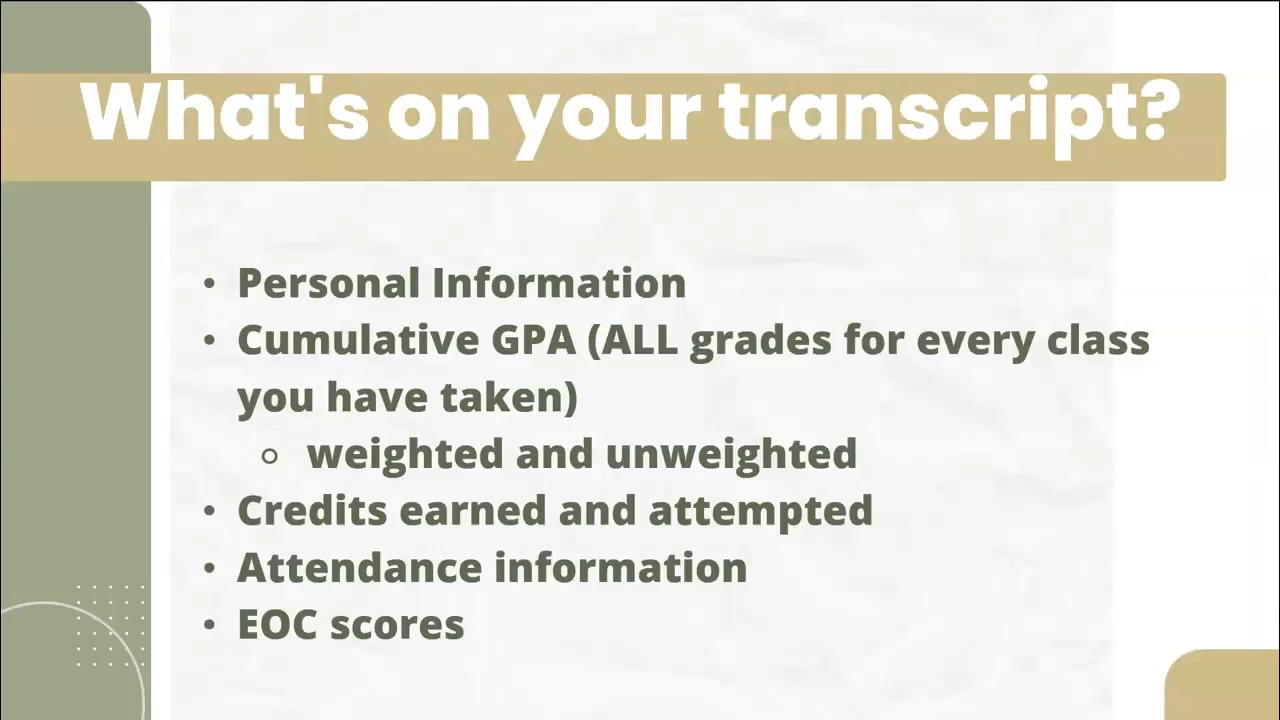 What's on your transcript?
• Personal Information
• Cumulative GPA (ALL grades for every class
you have taken)
○ weighted and unweighted
• Credits earned and attempted
• Attendance information
• EOC scores